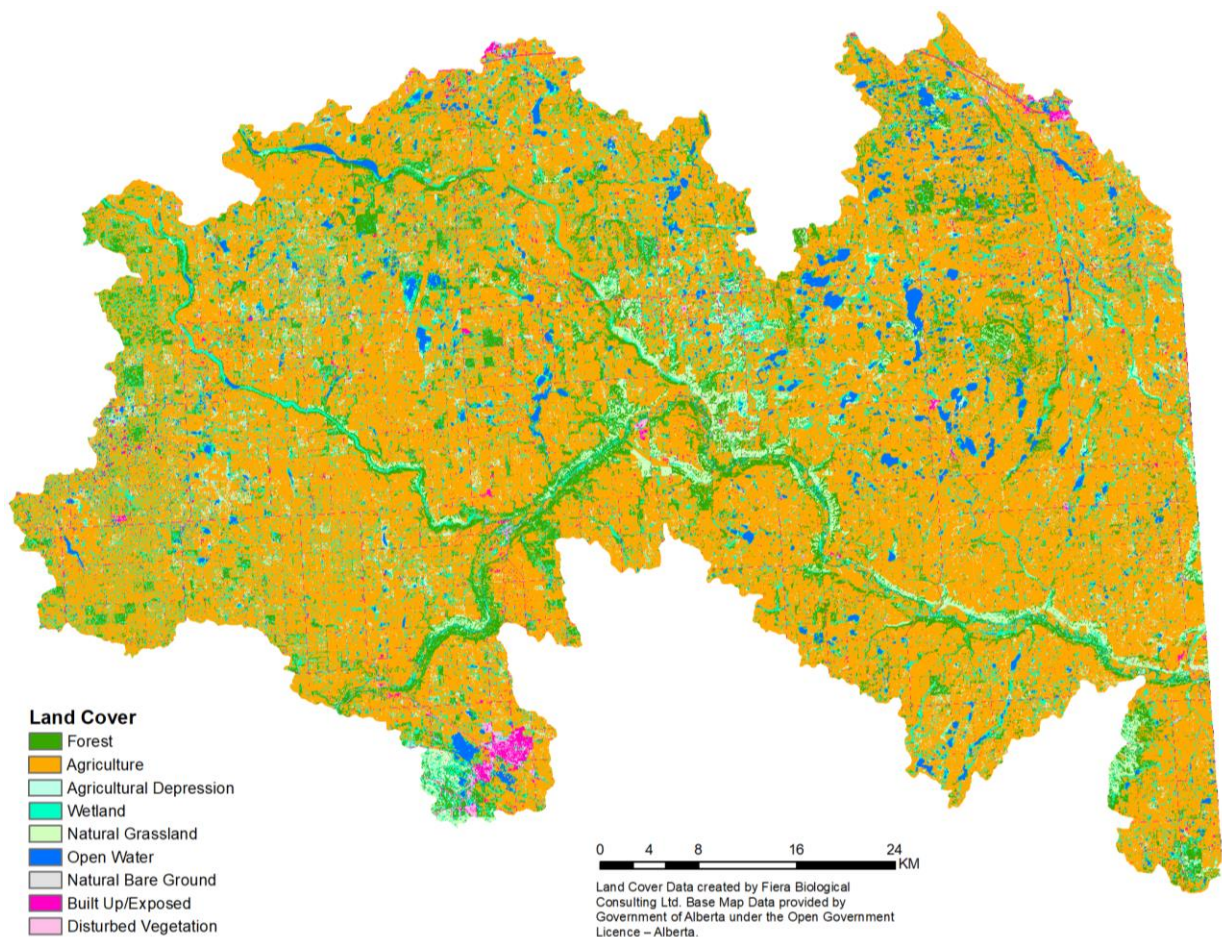 Land Cover
Forest
Agriculture
Agricultural Depression
Wetland
Natural Grassland
Open Water
Natural Bare Ground
Built Up/Exposed
Disturbed Vegetation
0 4 8 16 24
KM
Land Cover Data created by Fiera Biological
Consulting Ltd. Base Map Data provided by
Government of Alberta under the Open Government
Licence – Alberta.